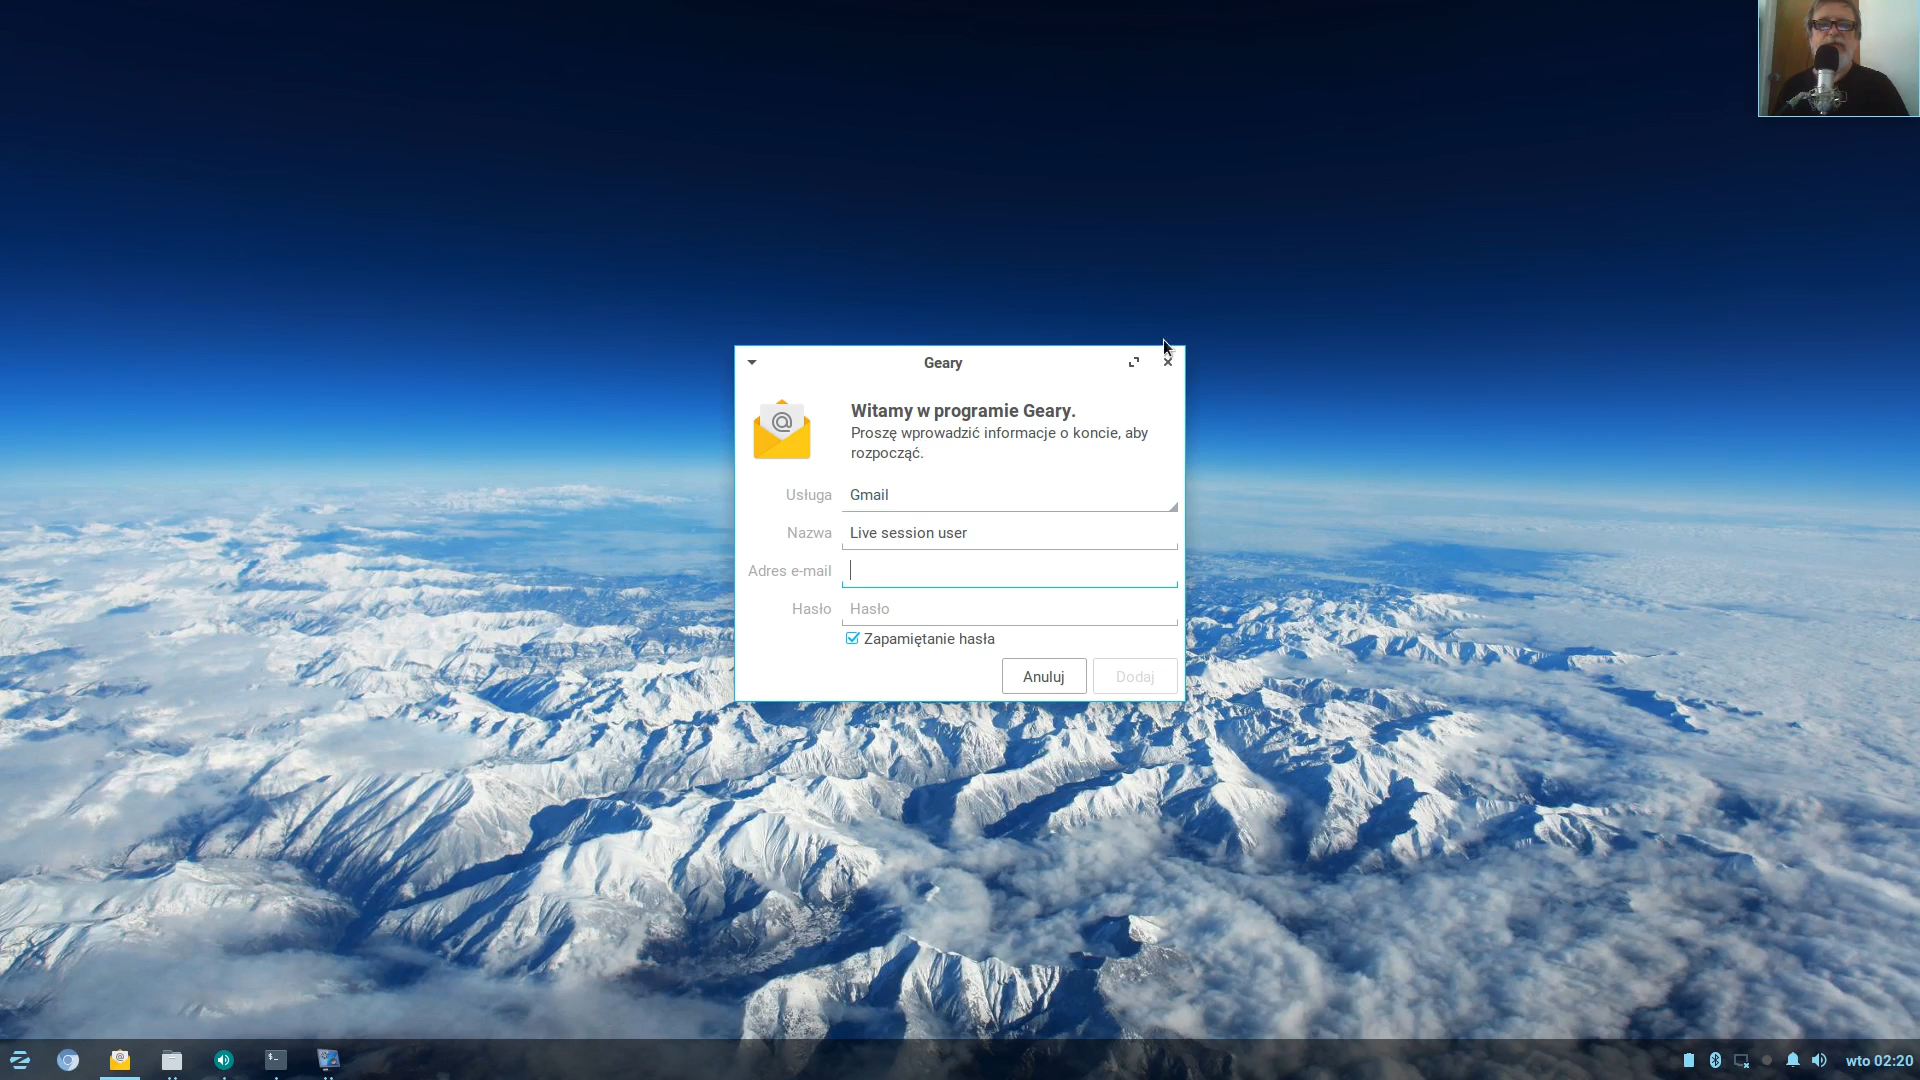 Geary
Witamy w programie Geary.
Proszę wprowadzić informacje o koncie, aby
rozpocząć.
Usługa Gmail
Nazwa Live session user
Adres e-mail
Hasło Hasło
Zapamiętanie hasła
Anuluj Dodaj
wto 02:20